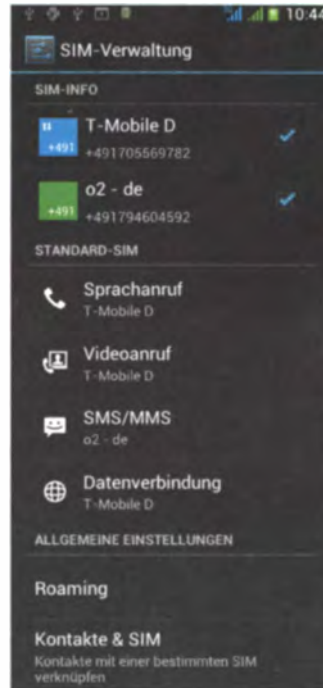 10:44
SIM-Verwaltung
SIM-INFO
T-Mobile D
+491
+491705569782
o2 - de
+491
+491794604592
STANDARD-SIM
Sprachanruf
T-Mobile D
Videoanruf
T-Mobile D
SMS/MMS
o2 - de
Datenverbindung
T-Mobile D
ALLGEMEINE EINSTELLUNGEN
Roaming
Kontakte & SIM
Kontakte mit einer bestimmten SIM
verknüpfen